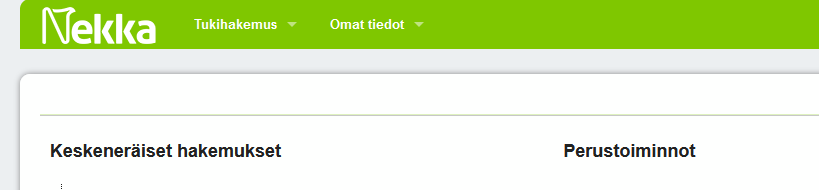 Nekka Tukihakemus Omat tiedot
Keskeneräiset hakemukset Perustoiminnot